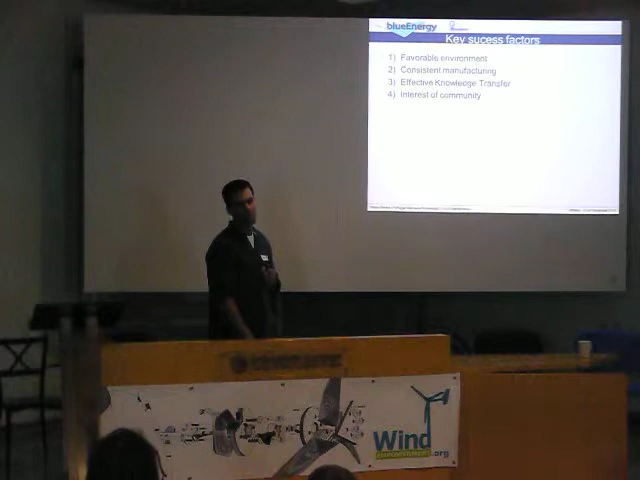 blueEnergy
Key sucess factors
1) Favorable environment
2) Consistent manufacturing
3) Effective Knowledge Transfer
4) Interest of community
Wind
EMPOWERMENT.org